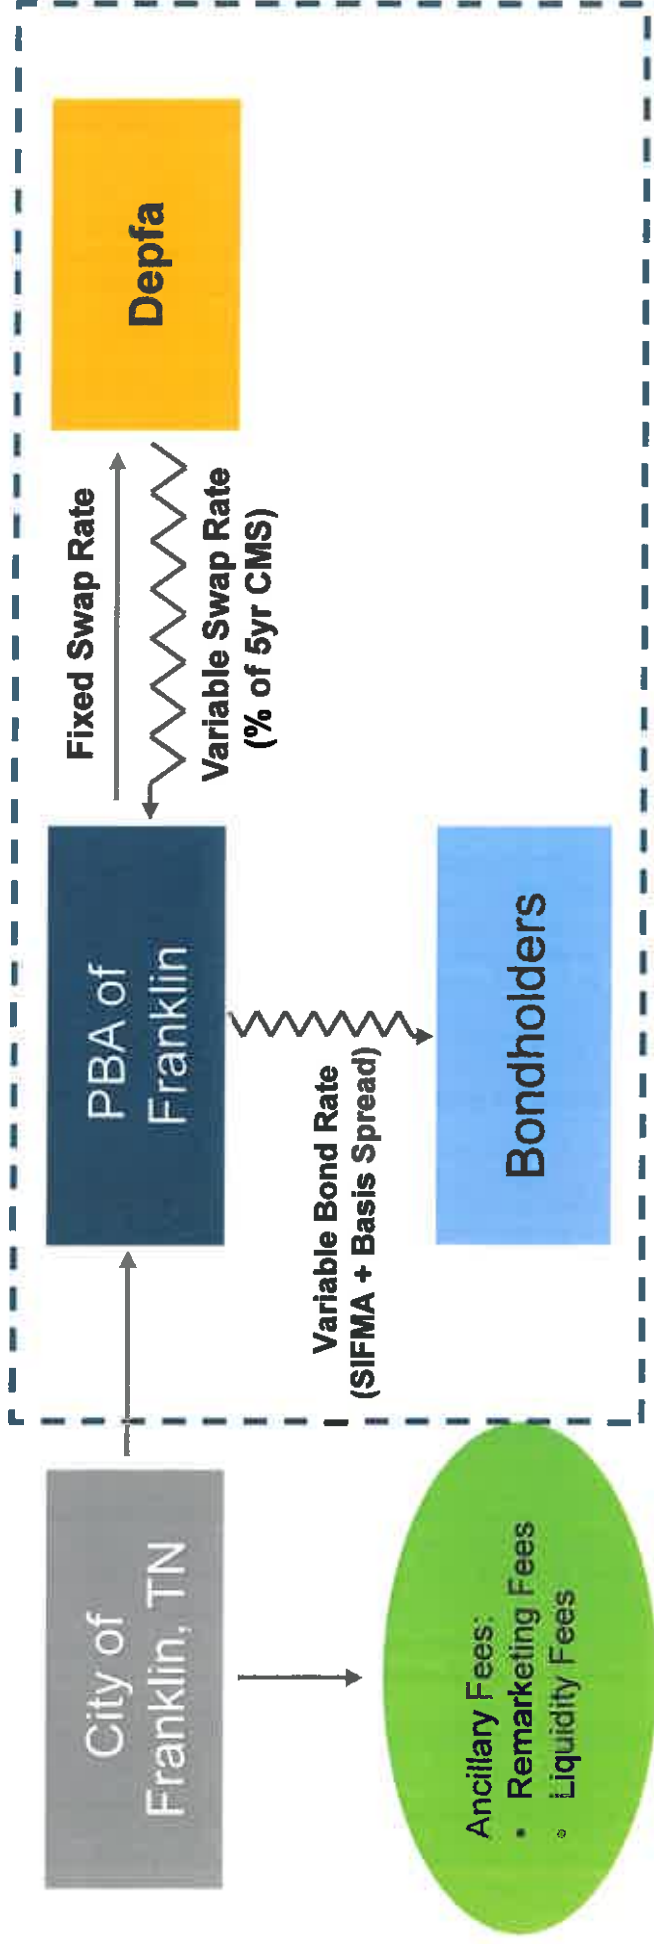 City of
Franklin, TN
PBA of
Franklin
Fixed Swap Rate
Variable Swap Rate
(% of 5yr CMS)
Depfa
Ancillary Fees:
• Remarketing Fees
• Liquidity Fees
Variable Bond Rate
(SIFMA + Basis Spread)
Bondholders